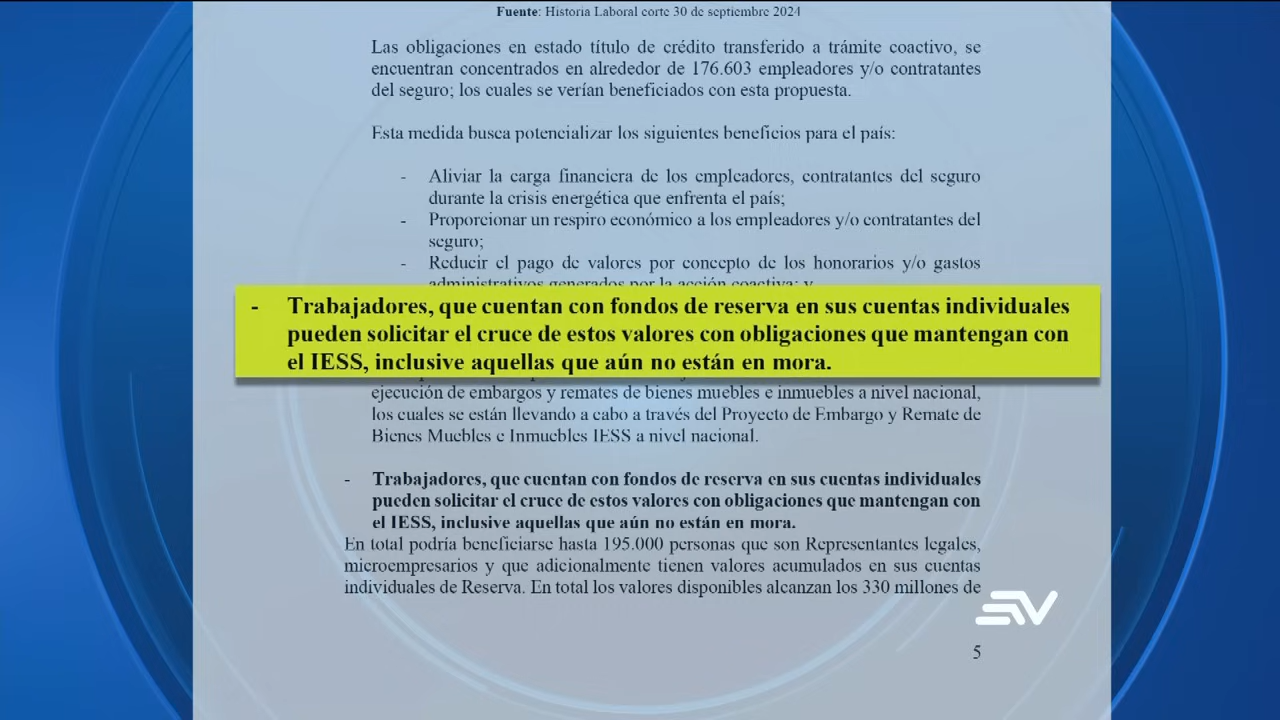 Fuente: Historia Laboral corte 30 de septiembre 2024
Las obligaciones en estado título de crédito transferido a trámite coactivo, se
encuentran concentrados en alrededor de 176.603 empleadores y/o contratantes
del seguro; los cuales se verían beneficiados con esta propuesta.
Esta medida busca potencializar los siguientes beneficios para el país:
- Aliviar la carga financiera de los empleadores, contratantes del seguro
durante la crisis energética que enfrenta el país;
- Proporcionar un respiro económico a los empleadores y/o contratantes del
seguro;
- Reducir el pago de valores por concepto de los honorarios y/o gastos
administrativos generados por la acción coactiva; y
- Trabajadores, que cuentan con fondos de reserva en sus cuentas individuales
pueden solicitar el cruce de estos valores con obligaciones que mantengan con
el IESS, inclusive aquellas que aún no están en mora.
ejecución de embargos y remates de bienes muebles e inmuebles a nivel nacional,
los cuales se están llevando a cabo a través del Proyecto de Embargo y Remate de
Bienes Muebles e Inmuebles IESS a nivel nacional.
- Trabajadores, que cuentan con fondos de reserva en sus cuentas individuales
pueden solicitar el cruce de estos valores con obligaciones que mantengan con
el IESS, inclusive aquellas que aún no están en mora.
En total podría beneficiarse hasta 195.000 personas que son Representantes legales,
microempresarios y que adicionalmente tienen valores acumulados en sus cuentas
individuales de Reserva. En total los valores disponibles alcanzan los 330 millones de
5